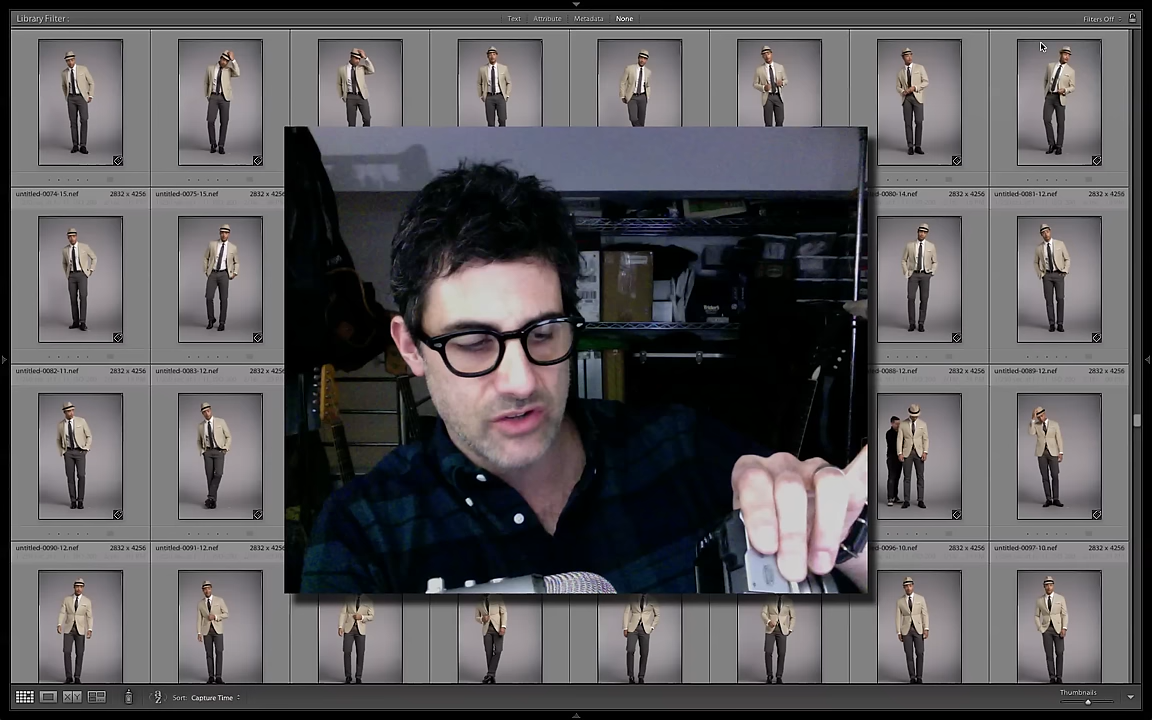 Library Filter :
Text Attribute Metadata None
Filters Off
untitled-0074-15.nef 2832 x 4256
untitled-0075-15.nef 2832 x 4256
untitled-0080-14.nef 2832 x 4256
untitled-0081-12.nef 2832 x 4256
untitled-0082-11.nef 2832 x 4256
untitled-0083-12.nef 2832 x 4256
untitled-0088-12.nef 2832 x 4256
untitled-0089-12.nef 2832 x 4256
untitled-0090-12.nef 2832 x 4256
untitled-0091-12.nef 2832 x 4256
untitled-0096-10.nef 2832 x 4256
untitled-0097-10.nef 2832 x 4256
Sort: Capture Time
Thumbnails